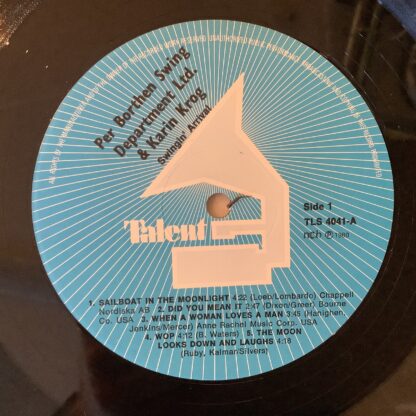 Per Borthen Swing
Department Ltd.
& Karin Krog
Swingin' Arrival
Side 1
TLS 4041-A
ncb ℗ 1980
Talent
1. SAILBOAT IN THE MOONLIGHT 4:22 (Loeb/Lombardo) Chappell
Nordiska AB 2. DID YOU MEAN IT 2:47 (Dixon/Greer) Bourne
Co. USA 3. WHEN A WOMAN LOVES A MAN 3:45 (Hanighen,
Jenkins/Mercer) Anne Rachel Music Corp. USA
4. WOP 4:12 (B. Waters) 5. THE MOON
LOOKS DOWN AND LAUGHS 4:16
(Ruby, Kalman/Silvers)